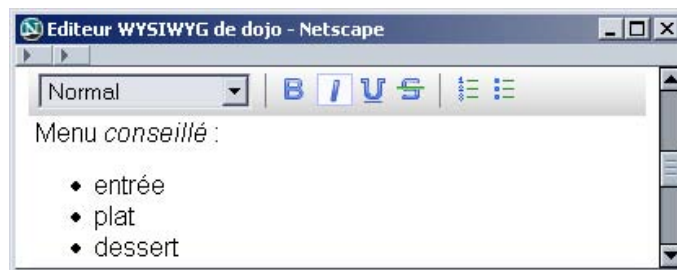 Editeur WYSIWYG de dojo - Netscape
Normal B I U S
Menu conseillé :
entrée
plat
dessert